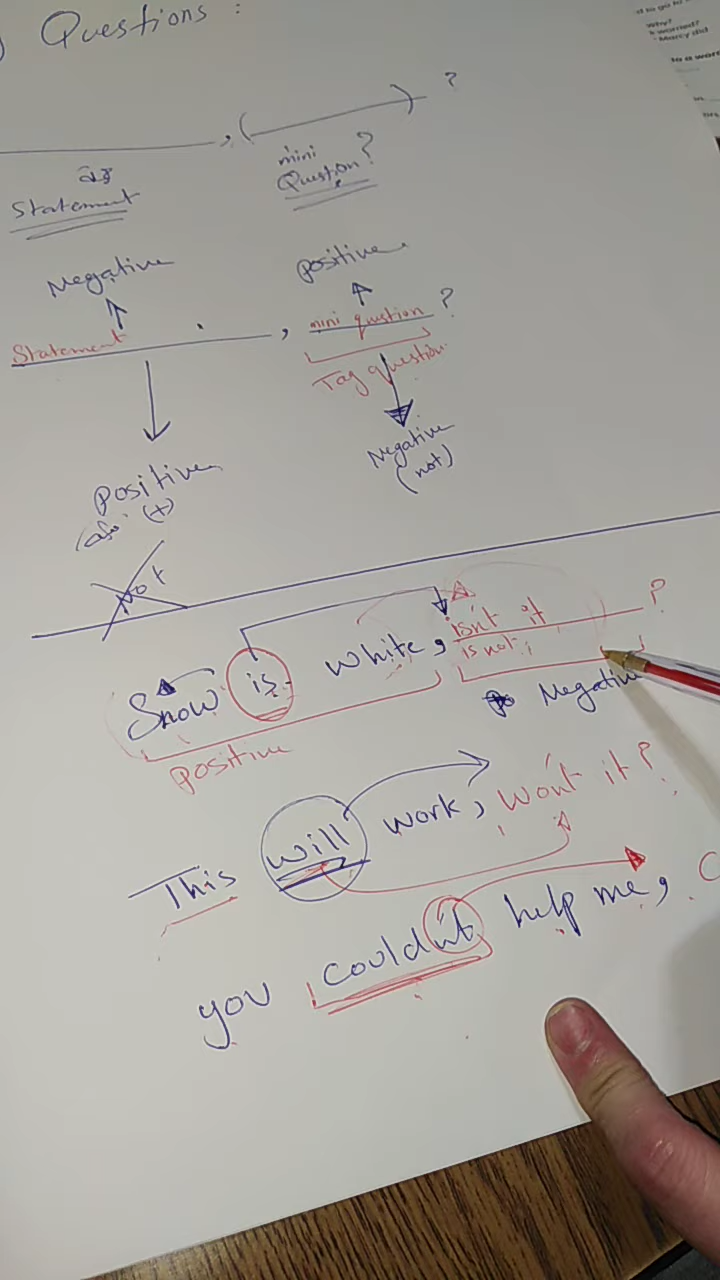 Questions :
, ( ) ?
mini
Question?
Statement
Negative
positive
Statement , mini question ?
Tag question
Positive
(+)
Negative
(not)
Not
Snow is white, isn't it ?
is not
positive
Negative
This will work, won't it?
you couldn't help me, C